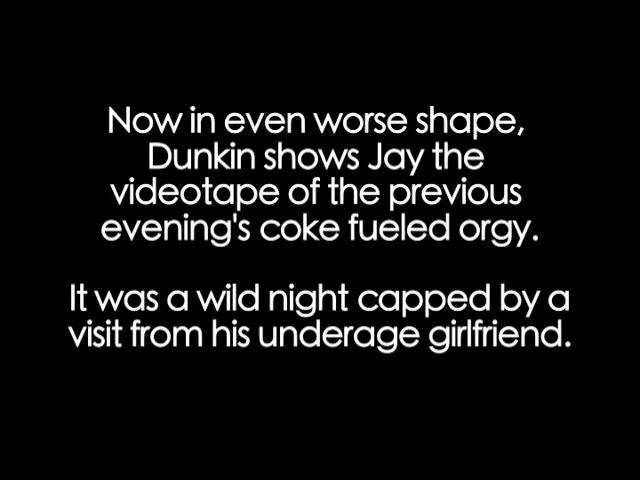 Now in even worse shape,
Dunkin shows Jay the
videotape of the previous
evening's coke fueled orgy.
It was a wild night capped by a
visit from his underage girlfriend.